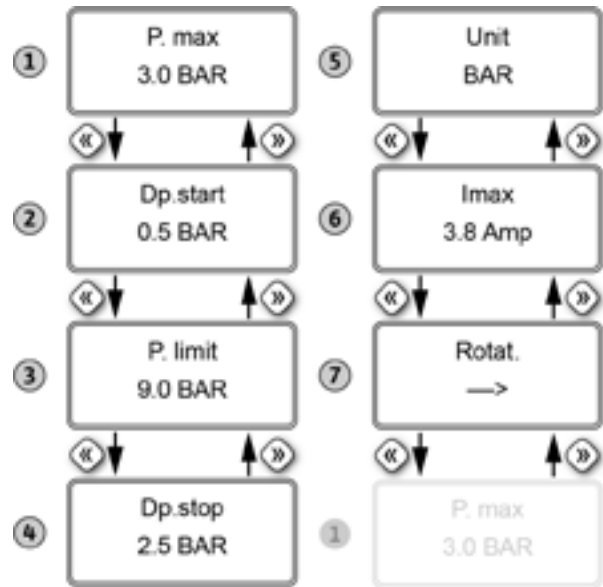 1
P. max
3.0 BAR
«
»
2
Dp.start
0.5 BAR
«
»
3
P. limit
9.0 BAR
«
»
4
Dp.stop
2.5 BAR
5
Unit
BAR
«
»
6
Imax
3.8 Amp
«
»
7
Rotat.
—>
«
»
1
P. max
3.0 BAR